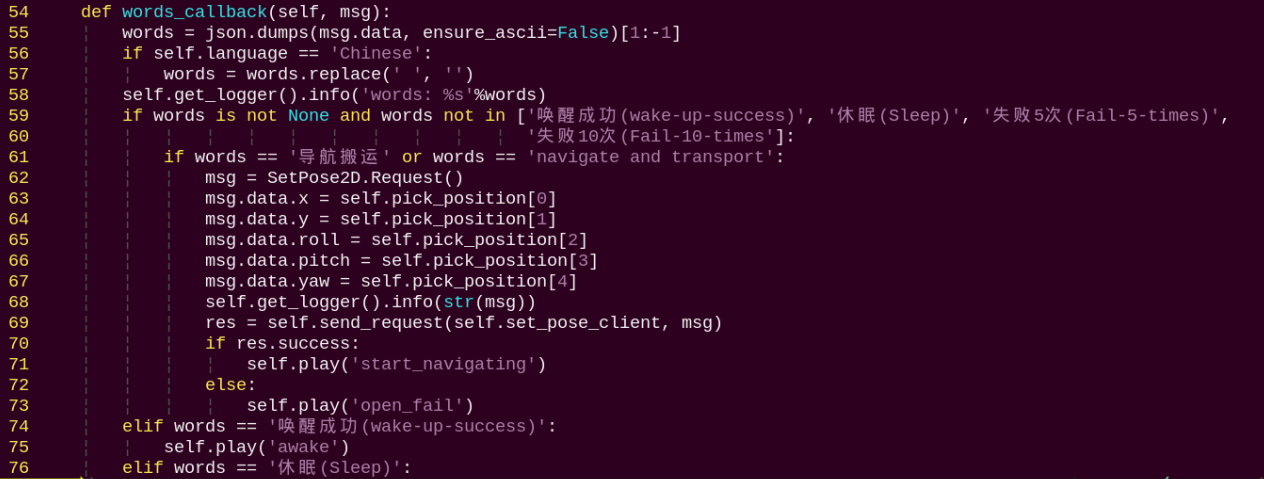 54     def words_callback(self, msg):
55         words = json.dumps(msg.data, ensure_ascii=False)[1:-1]
56         if self.language == 'Chinese':
57             words = words.replace(' ', '')
58         self.get_logger().info('words: %s'%words)
59         if words is not None and words not in ['唤醒成功(wake-up-success)', '休眠(Sleep)', '失败5次(Fail-5-times)',
60                                                '失败10次(Fail-10-times']:
61             if words == '导航搬运' or words == 'navigate and transport':
62                 msg = SetPose2D.Request()
63                 msg.data.x = self.pick_position[0]
64                 msg.data.y = self.pick_position[1]
65                 msg.data.roll = self.pick_position[2]
66                 msg.data.pitch = self.pick_position[3]
67                 msg.data.yaw = self.pick_position[4]
68                 self.get_logger().info(str(msg))
69                 res = self.send_request(self.set_pose_client, msg)
70                 if res.success:
71                     self.play('start_navigating')
72                 else:
73                     self.play('open_fail')
74         elif words == '唤醒成功(wake-up-success)':
75             self.play('awake')
76         elif words == '休眠(Sleep)':